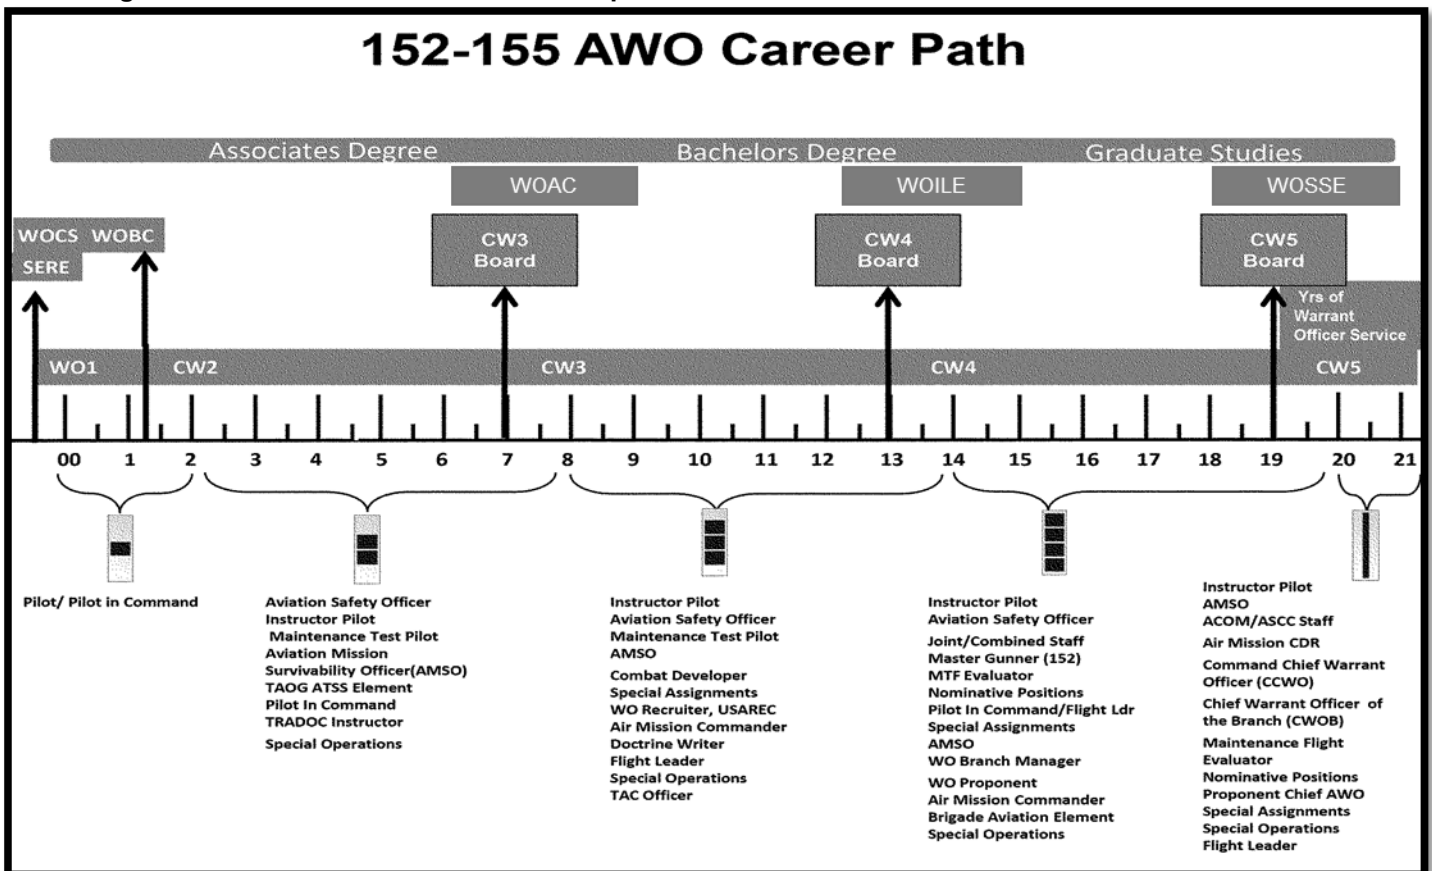 152-155 AWO Career Path
Associates Degree Bachelors Degree Graduate Studies
WOAC WOILE WOSSE
WOCS WOBC
SERE
CW3
Board
CW4
Board
CW5
Board
Yrs of
Warrant
Officer Service
WO1 CW2 CW3 CW4 CW5
00 1 2 3 4 5 6 7 8 9 10 11 12 13 14 15 16 17 18 19 20 21
Pilot/ Pilot in Command
Aviation Safety Officer
Instructor Pilot
Maintenance Test Pilot
Aviation Mission
Survivability Officer(AMSO)
TAOG ATSS Element
Pilot In Command
TRADOC Instructor
Special Operations
Instructor Pilot
Aviation Safety Officer
Maintenance Test Pilot
AMSO
Combat Developer
Special Assignments
WO Recruiter, USAREC
Air Mission Commander
Doctrine Writer
Flight Leader
Special Operations
TAC Officer
Instructor Pilot
Aviation Safety Officer
Joint/Combined Staff
Master Gunner (152)
MTF Evaluator
Nominative Positions
Pilot In Command/Flight Ldr
Special Assignments
AMSO
WO Branch Manager
WO Proponent
Air Mission Commander
Brigade Aviation Element
Special Operations
Instructor Pilot
AMSO
ACOM/ASCC Staff
Air Mission CDR
Command Chief Warrant
Officer (CCWO)
Chief Warrant Officer of
the Branch (CWOB)
Maintenance Flight
Evaluator
Nominative Positions
Proponent Chief AWO
Special Assignments
Special Operations
Flight Leader